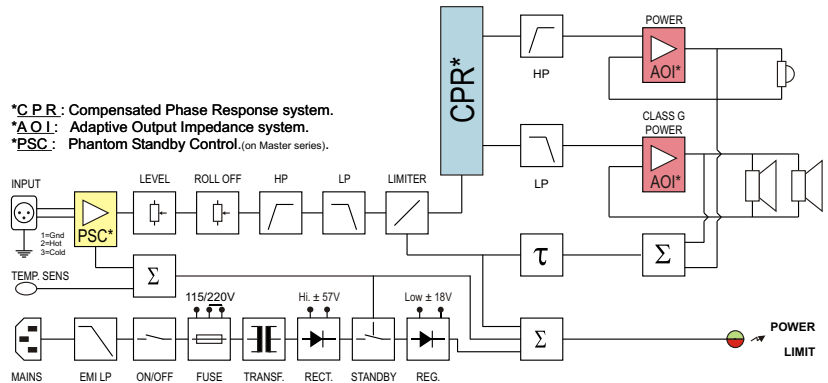 POWER
CPR*
HP
AOI*
*C P R : Compensated Phase Response system.
*A O I : Adaptive Output Impedance system.
*PSC : Phantom Standby Control.(on Master series).
CLASS G
POWER
LP
AOI*
INPUT
LEVEL
ROLL OFF
HP
LP
LIMITER
PSC*
1=Gnd
2=Hot
3=Cold
τ
Σ
TEMP. SENS
Σ
115/220V
Hi. ± 57V
Low ± 18V
Σ
POWER
LIMIT
MAINS
EMI LP
ON/OFF
FUSE
TRANSF.
RECT.
STANDBY
REG.